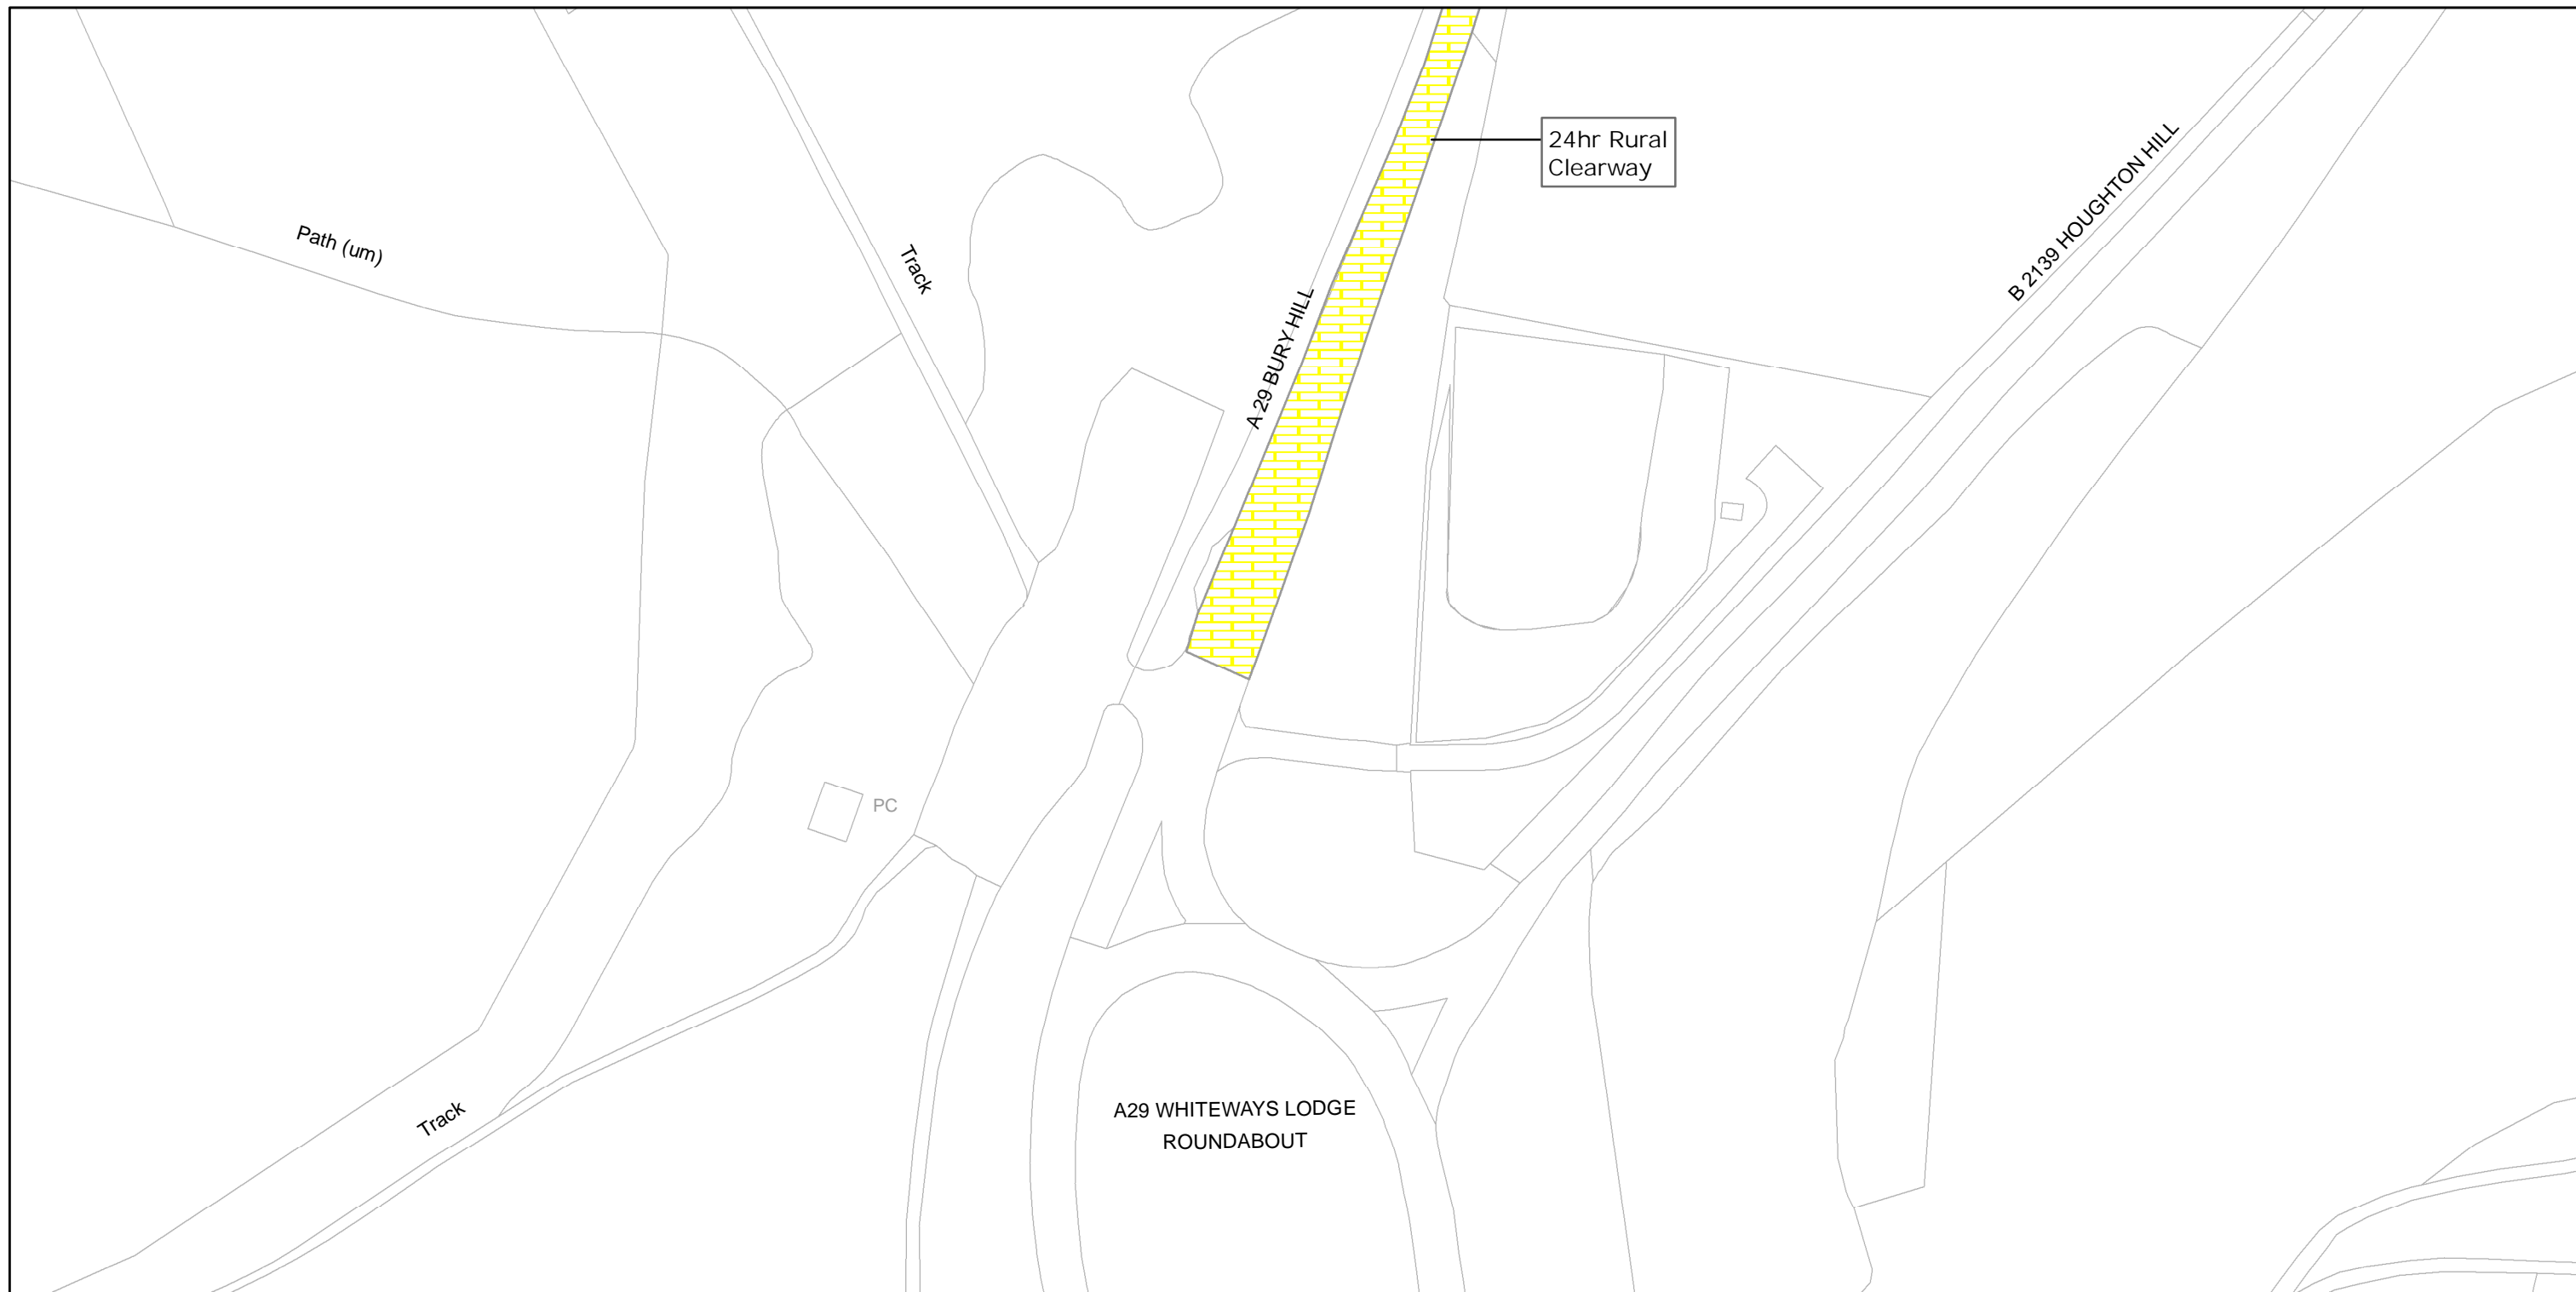 24hr Rural
Clearway
B 2139 HOUGHTON HILL
Path (um)
Track
A 29 BURY HILL
PC
A29 WHITEWAYS LODGE
ROUNDABOUT
Track